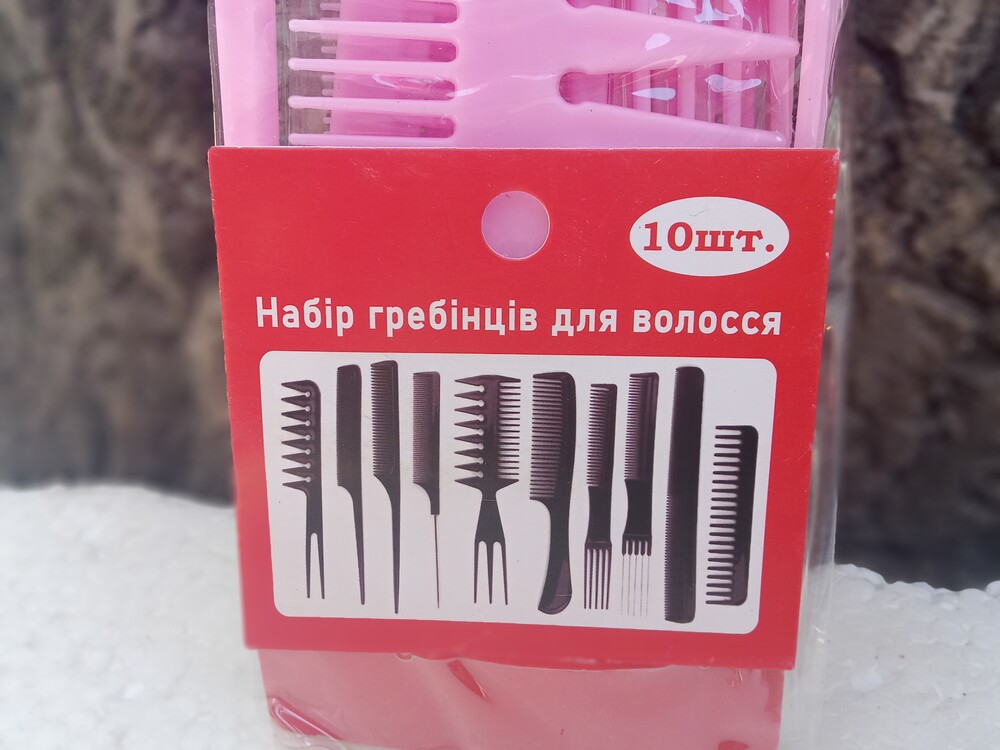 10шт.
Набір гребінців для волосся